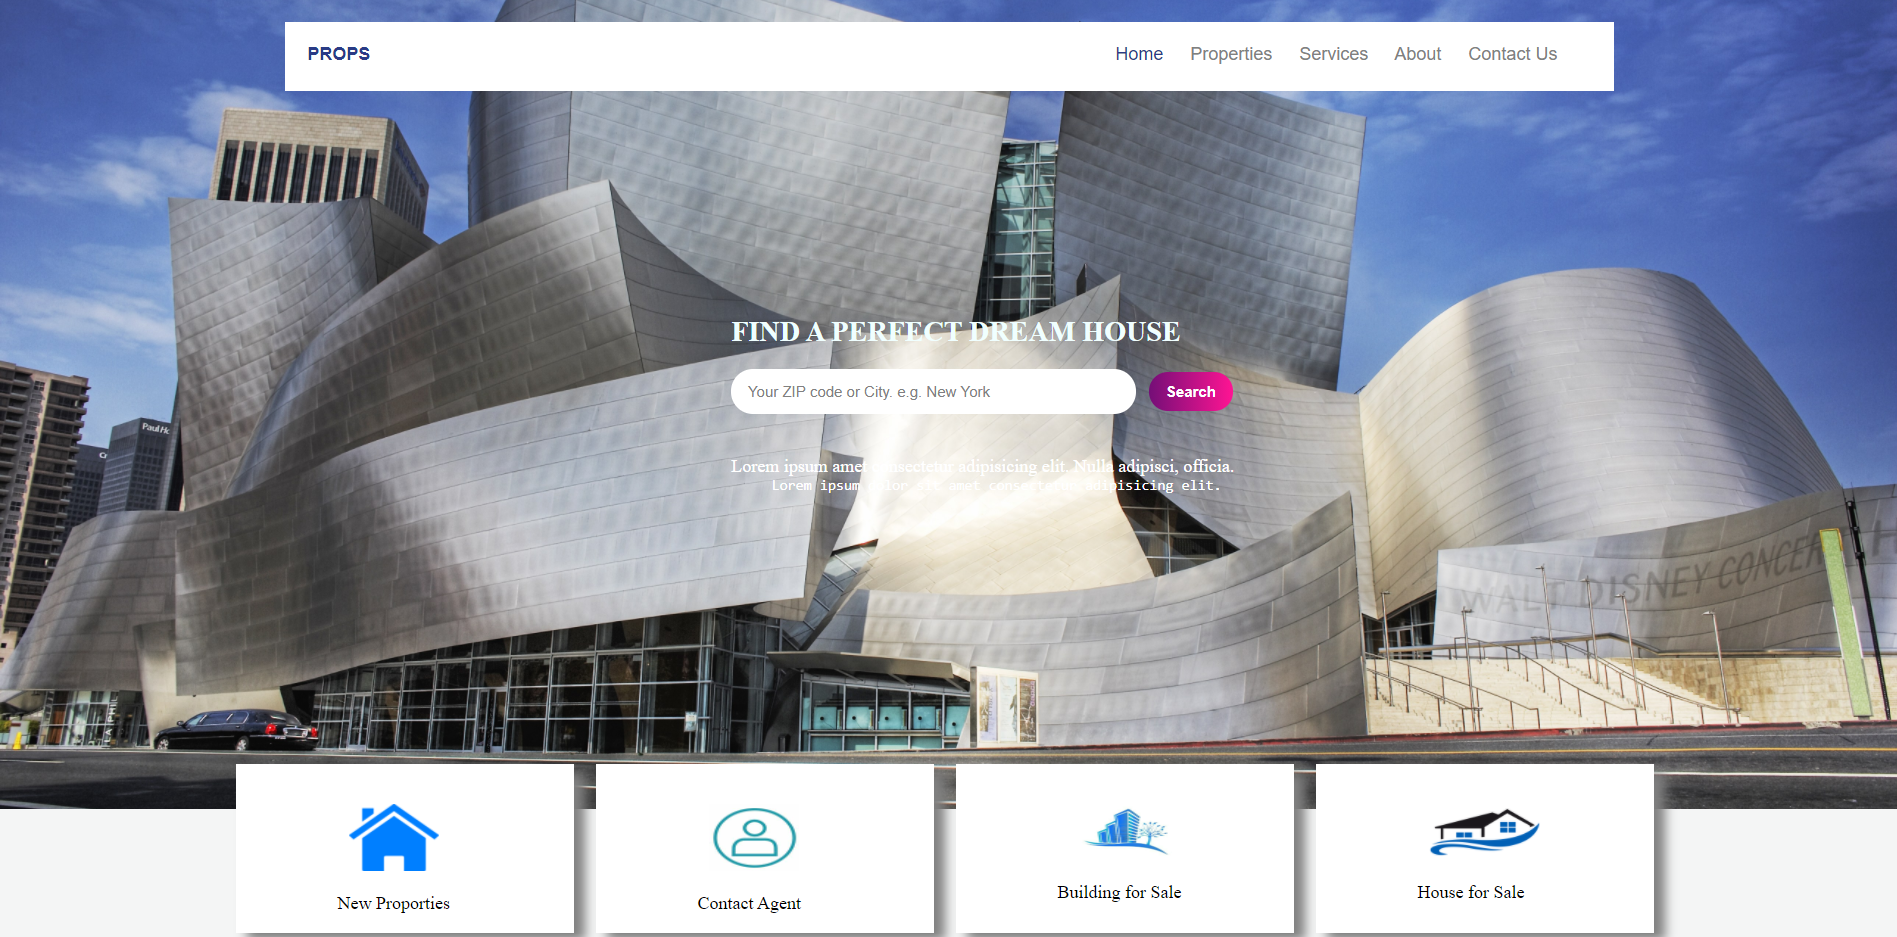 PROPS
Home Properties Services About Contact Us
FIND A PERFECT DREAM HOUSE
Your ZIP code or City. e.g. New York
Search
Paul
Lorem ipsum amet consectetur adipisicing elit. Nulla adipisci, officia.
Lorem ipsum dolor sit amet consectetur adipisicing elit.
WALT DISNEY CONCERT H
New Proporties
Contact Agent
Building for Sale
House for Sale